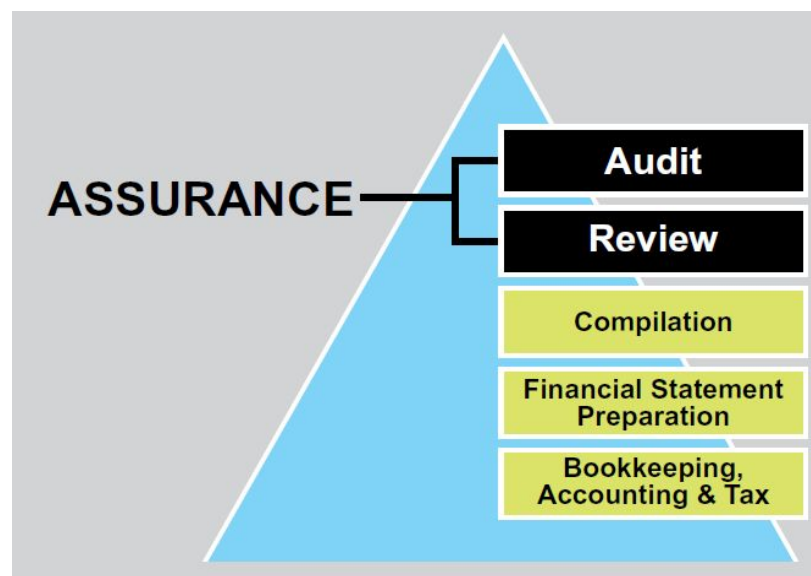 ASSURANCE
Audit
Review
Compilation
Financial Statement
Preparation
Bookkeeping,
Accounting & Tax